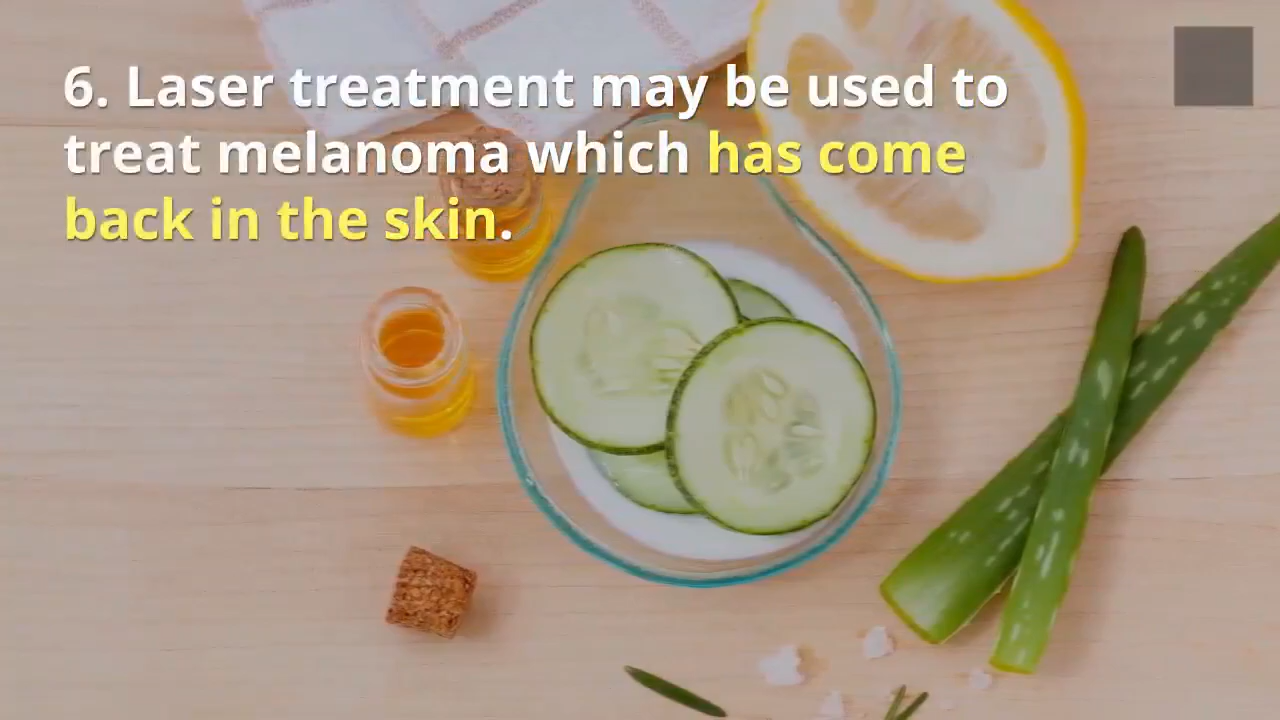 6. Laser treatment may be used to
treat melanoma which has come
back in the skin.